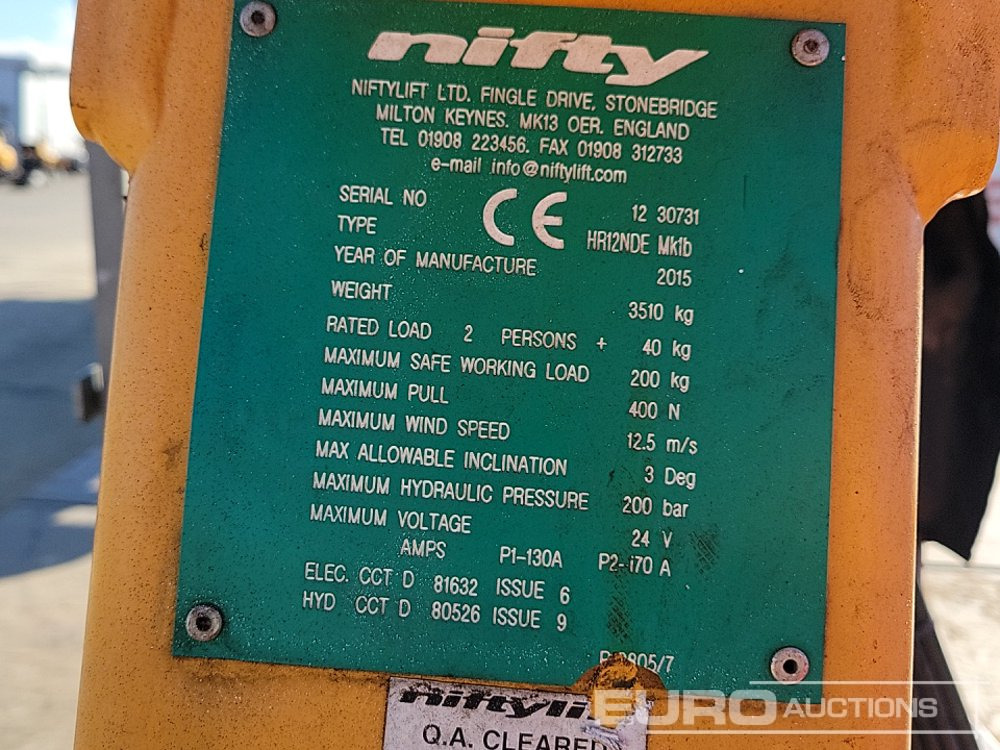 nifty
NIFTYLIFT LTD. FINGLE DRIVE, STONEBRIDGE
MILTON KEYNES. MK13 OER. ENGLAND
TEL 01908 223456. FAX 01908 312733
e-mail info@niftylift.com
SERIAL NO CE 12 30731
TYPE HR12NDE Mk1b
YEAR OF MANUFACTURE 2015
WEIGHT 3510 kg
RATED LOAD 2 PERSONS + 40 kg
MAXIMUM SAFE WORKING LOAD 200 kg
MAXIMUM PULL 400 N
MAXIMUM WIND SPEED 12.5 m/s
MAX ALLOWABLE INCLINATION 3 Deg
MAXIMUM HYDRAULIC PRESSURE 200 bar
MAXIMUM VOLTAGE 24 V
AMPS P1-130A P2-170 A
ELEC. CCT D 81632 ISSUE 6
HYD CCT D 80526 ISSUE 9
niftylift
Q.A. CLEARED
EURO AUCTIONS